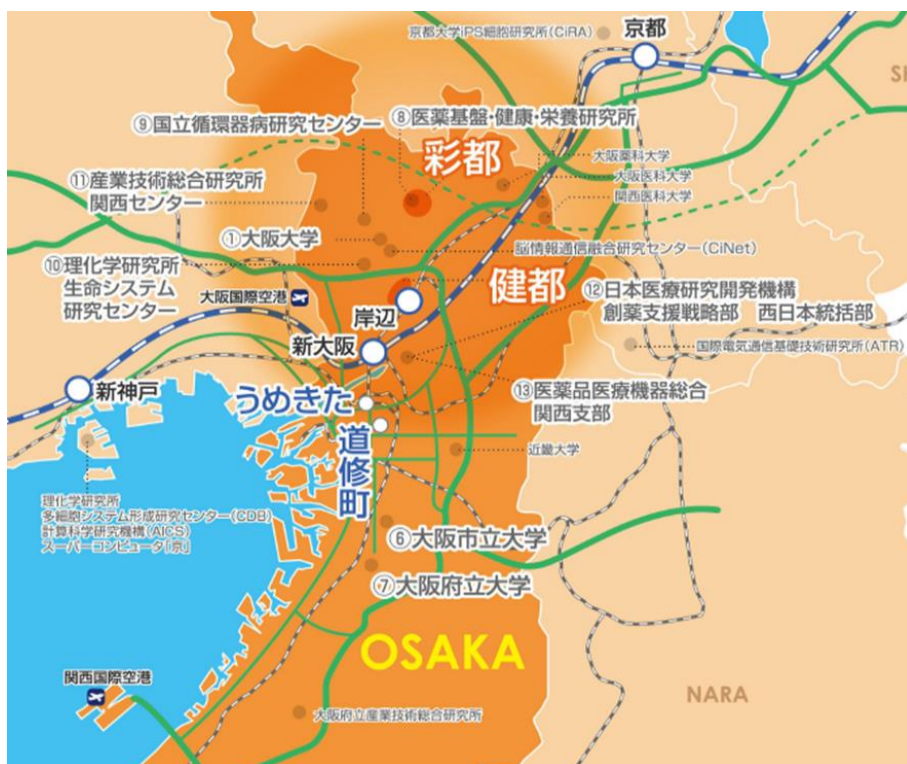 京都大学iPS細胞研究所(CiRA)
京都
⑨国立循環器病研究センター
⑧医薬基盤・健康・栄養研究所
彩都
大阪薬科大学
大阪医科大学
関西医科大学
⑪産業技術総合研究所
関西センター
①大阪大学
脳情報通信融合研究センター(CiNet)
⑩理化学研究所
生命システム
研究センター
大阪国際空港
健都
岸辺
⑫日本医療研究開発機構
創薬支援戦略部 西日本統括部
新大阪
国際電気通信基礎技術研究所(ATR)
新神戸
うめきた
⑬医薬品医療機器総合
関西支部
道修町
近畿大学
理化学研究所
多細胞システム形成研究センター(CDB)
計算科学研究機構(AICS)
スーパーコンピュータ「京」
⑥大阪市立大学
⑦大阪府立大学
OSAKA
関西国際空港
NARA
大阪府立産業技術総合研究所